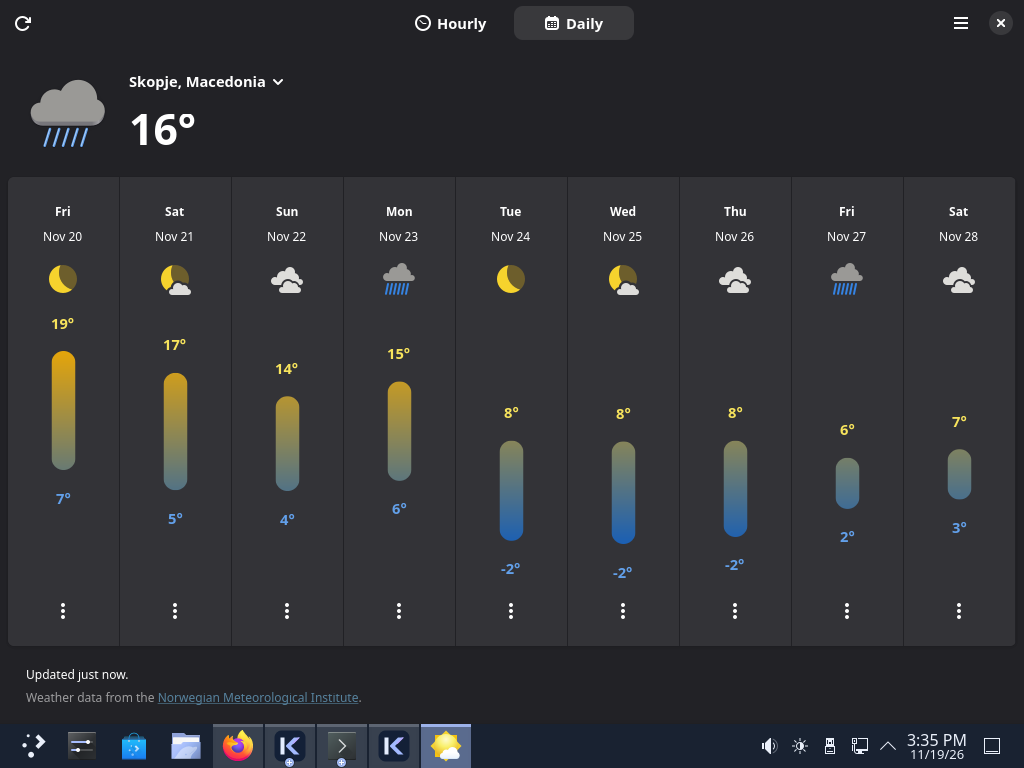 Hourly
Daily
Skopje, Macedonia
16°
Fri Sat Sun Mon Tue Wed Thu Fri Sat
Nov 20 Nov 21 Nov 22 Nov 23 Nov 24 Nov 25 Nov 26 Nov 27 Nov 28
19° 17° 14° 15° 8° 8° 8° 6° 7°
7° 5° 4° 6° -2° -2° -2° 2° 3°
Updated just now.
Weather data from the Norwegian Meteorological Institute.
3:35 PM
11/19/26